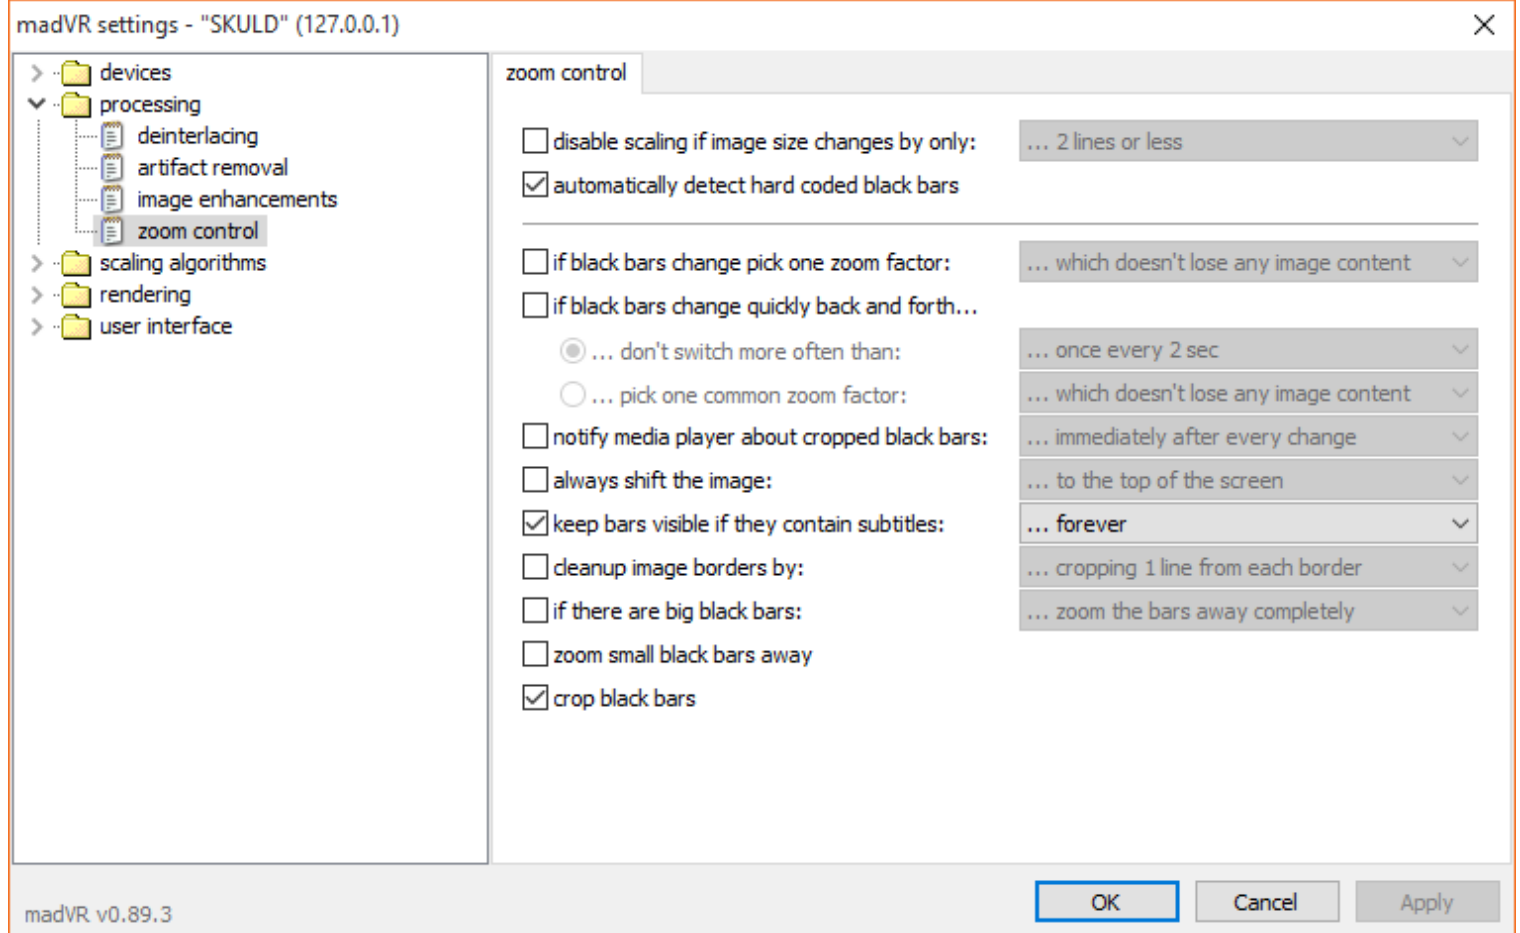 madVR settings - "SKULD" (127.0.0.1)
devices
processing
deinterlacing
artifact removal
image enhancements
zoom control
scaling algorithms
rendering
user interface
zoom control
disable scaling if image size changes by only: ... 2 lines or less
automatically detect hard coded black bars
if black bars change pick one zoom factor: ... which doesn't lose any image content
if black bars change quickly back and forth...
... don't switch more often than: ... once every 2 sec
... pick one common zoom factor: ... which doesn't lose any image content
notify media player about cropped black bars: ... immediately after every change
always shift the image: ... to the top of the screen
keep bars visible if they contain subtitles: ... forever
cleanup image borders by: ... cropping 1 line from each border
if there are big black bars: ... zoom the bars away completely
zoom small black bars away
crop black bars
madVR v0.89.3
OK Cancel Apply